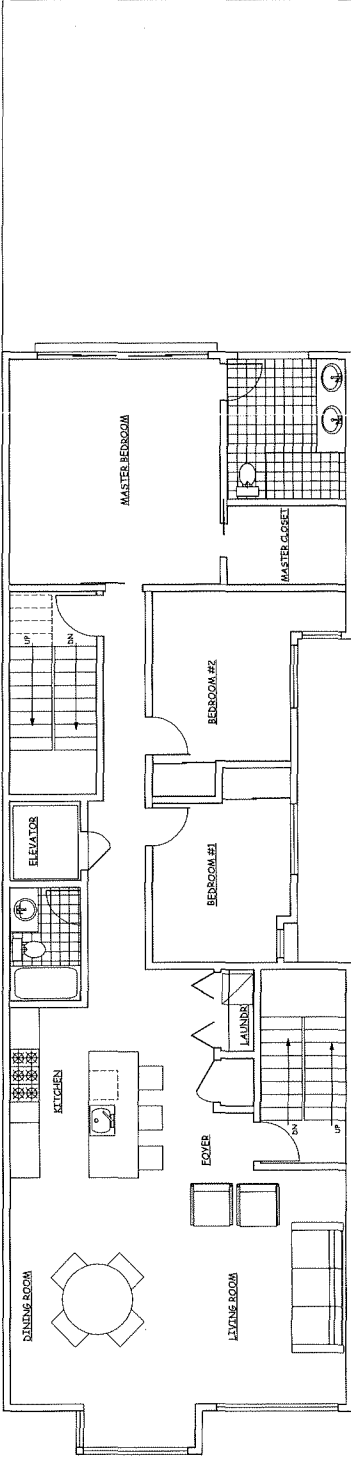 MASTER BEDROOM
MASTER CLOSET
UP
DN
BEDROOM #2
ELEVATOR
BEDROOM #1
LAUNDR
KITCHEN
FOYER
DN
UP
DINING ROOM
LIVING ROOM